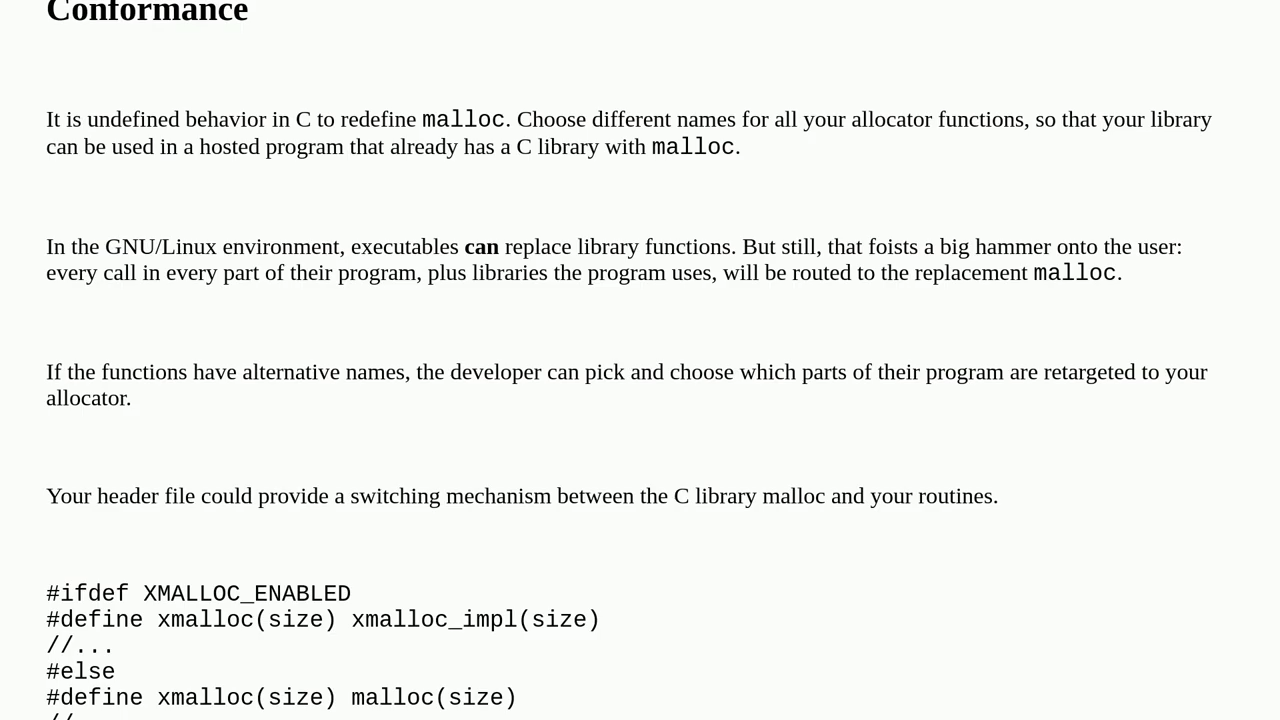 Conformance
It is undefined behavior in C to redefine malloc. Choose different names for all your allocator functions, so that your library
can be used in a hosted program that already has a C library with malloc.
In the GNU/Linux environment, executables can replace library functions. But still, that foists a big hammer onto the user:
every call in every part of their program, plus libraries the program uses, will be routed to the replacement malloc.
If the functions have alternative names, the developer can pick and choose which parts of their program are retargeted to your
allocator.
Your header file could provide a switching mechanism between the C library malloc and your routines.
#ifdef XMALLOC_ENABLED
#define xmalloc(size) xmalloc_impl(size)
//...
#else
#define xmalloc(size) malloc(size)